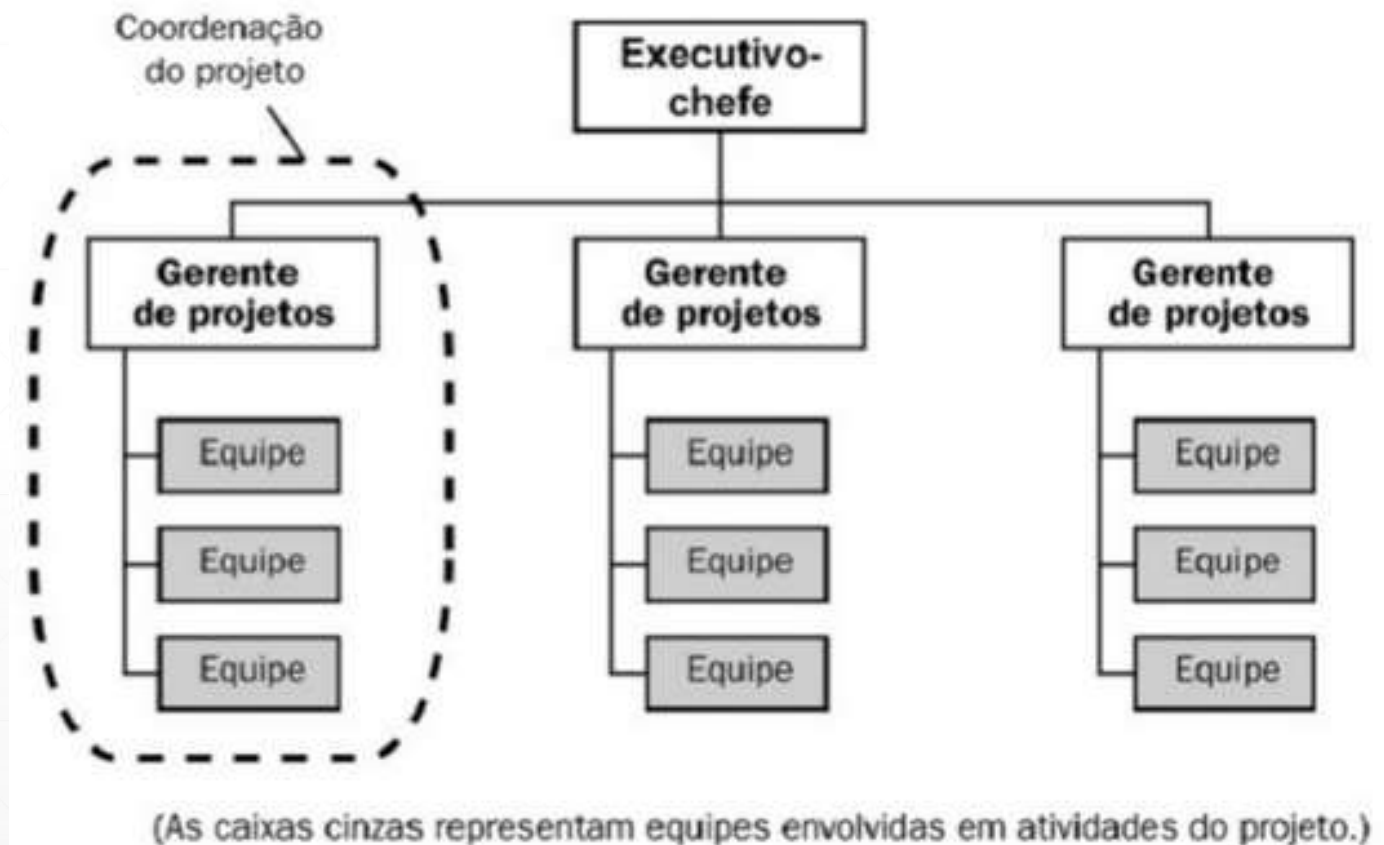 Coordenação
do projeto
Executivo-
chefe
Gerente
de projetos
Gerente
de projetos
Gerente
de projetos
Equipe
Equipe
Equipe
Equipe
Equipe
Equipe
Equipe
Equipe
Equipe
(As caixas cinzas representam equipes envolvidas em atividades do projeto.)